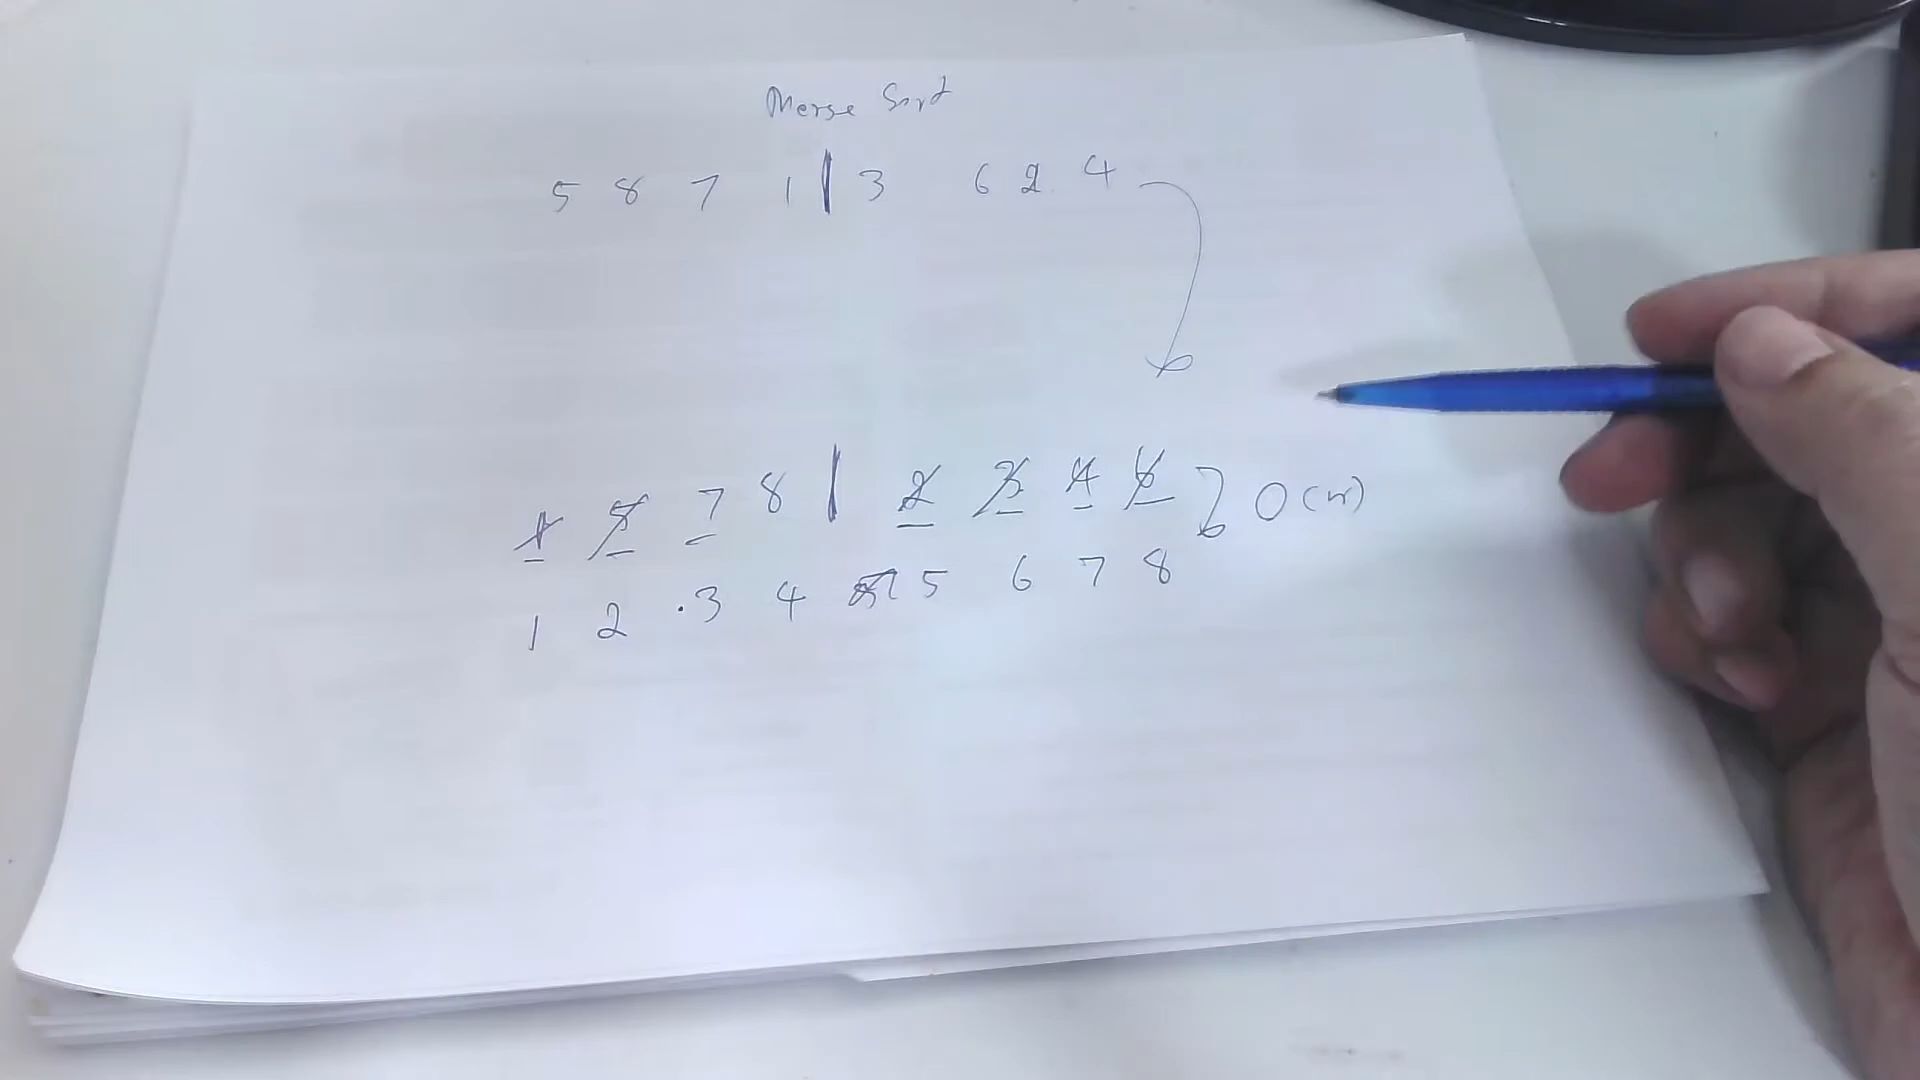 Merge Sort
5 8 7 1 | 3 6 2 4
1 5 7 8 | 2 3 4 6 O(n)
1 2 .3 4 5 6 7 8